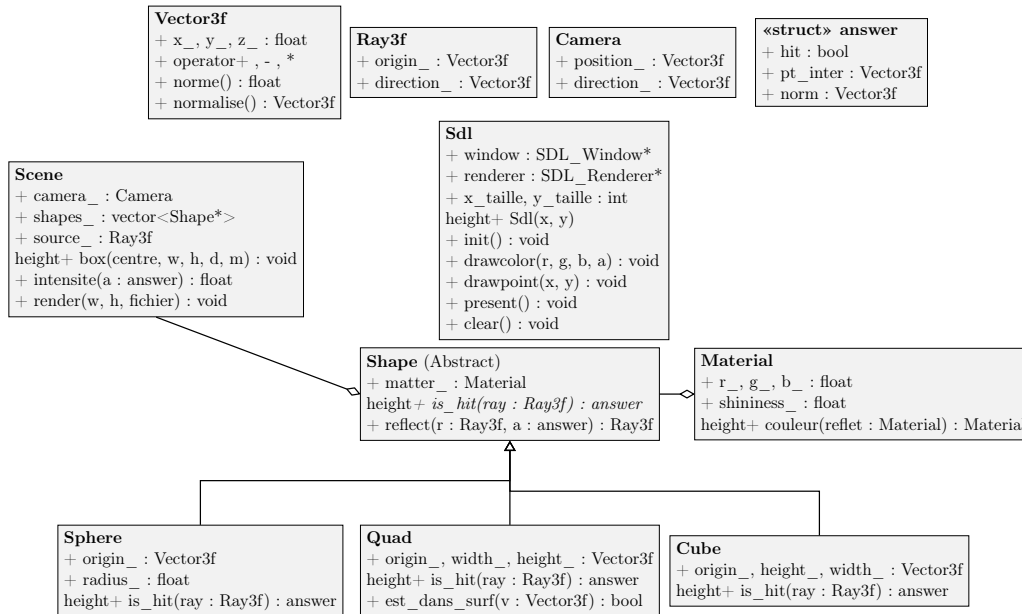 Vector3f
+ x_, y_, z_ : float
+ operator+ , - , *
+ norme() : float
+ normalise() : Vector3f
Ray3f
+ origin_ : Vector3f
+ direction_ : Vector3f
Camera
+ position_ : Vector3f
+ direction_ : Vector3f
«struct» answer
+ hit : bool
+ pt_inter : Vector3f
+ norm : Vector3f
Scene
+ camera_ : Camera
+ shapes_ : vector<Shape*>
+ source_ : Ray3f
height+ box(centre, w, h, d, m) : void
+ intensite(a : answer) : float
+ render(w, h, fichier) : void
Sdl
+ window : SDL_Window*
+ renderer : SDL_Renderer*
+ x_taille, y_taille : int
height+ Sdl(x, y)
+ init() : void
+ drawcolor(r, g, b, a) : void
+ drawpoint(x, y) : void
+ present() : void
+ clear() : void
Shape (Abstract)
+ matter_ : Material
height+ is_hit(ray : Ray3f) : answer
+ reflect(r : Ray3f, a : answer) : Ray3f
Material
+ r_, g_, b_ : float
+ shininess_ : float
height+ couleur(reflet : Material) : Materia
Sphere
+ origin_ : Vector3f
+ radius_ : float
height+ is_hit(ray : Ray3f) : answer
Quad
+ origin_, width_, height_ : Vector3f
height+ is_hit(ray : Ray3f) : answer
+ est_dans_surf(v : Vector3f) : bool
Cube
+ origin_, height_, width_ : Vector3f
height+ is_hit(ray : Ray3f) : answer